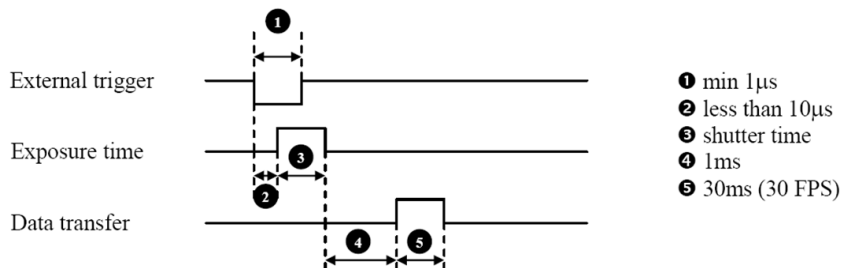 ❶
External trigger
❶ min 1μs
❷ less than 10μs
❸ shutter time
❹ 1ms
❺ 30ms (30 FPS)
Exposure time
❸
❷
Data transfer
❹ ❺